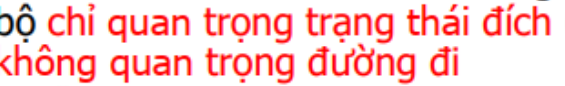 bộ chỉ quan trọng trạng thái đích
không quan trọng đường đi